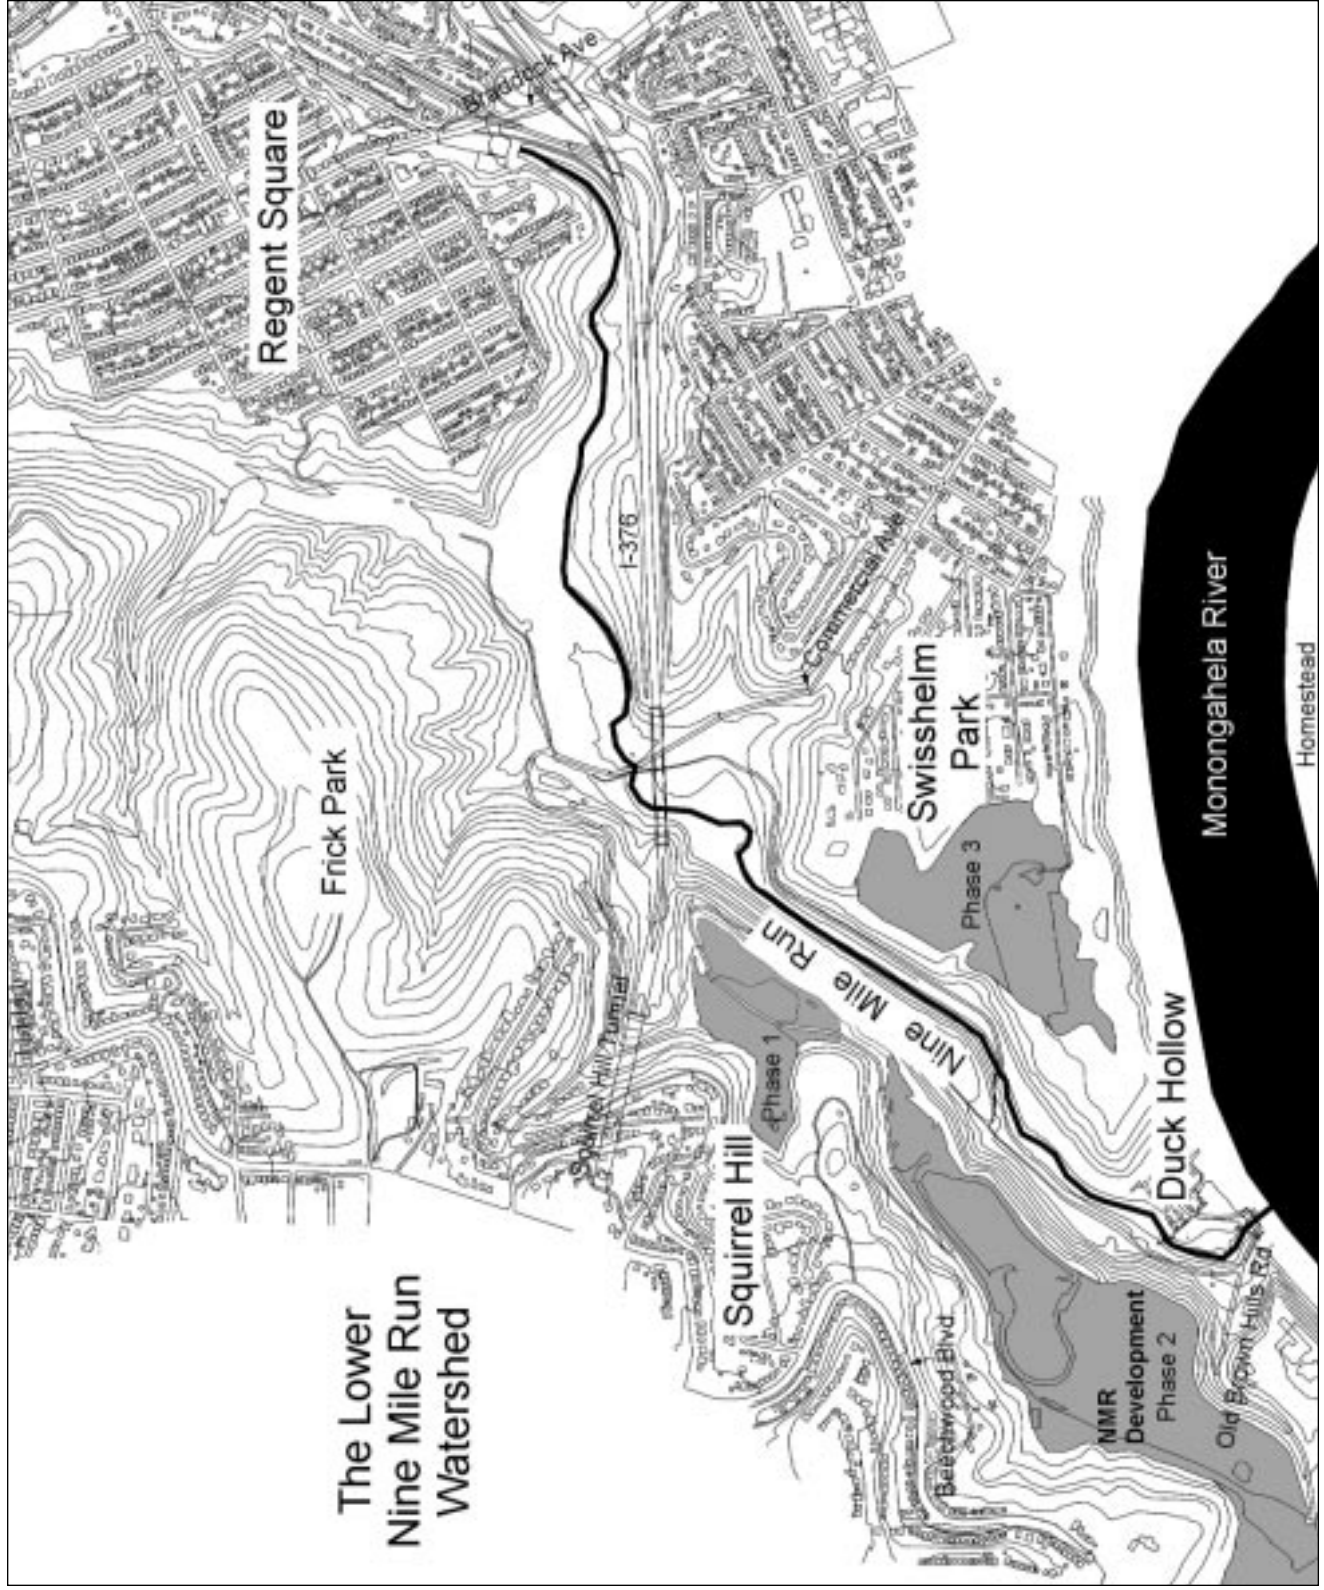 The Lower
Nine Mile Run
Watershed
Frick Park
Regent Square
Braddock Ave
Squirrel Hill Tunnel
I-376
Squirrel Hill
Phase 1
Nine Mile Run
Commercial Ave
Beechwood Blvd
Swisshelm
Park
Phase 3
NMR
Development
Phase 2
Duck Hollow
Old Brown Hills Rd
Monongahela River
Homestead